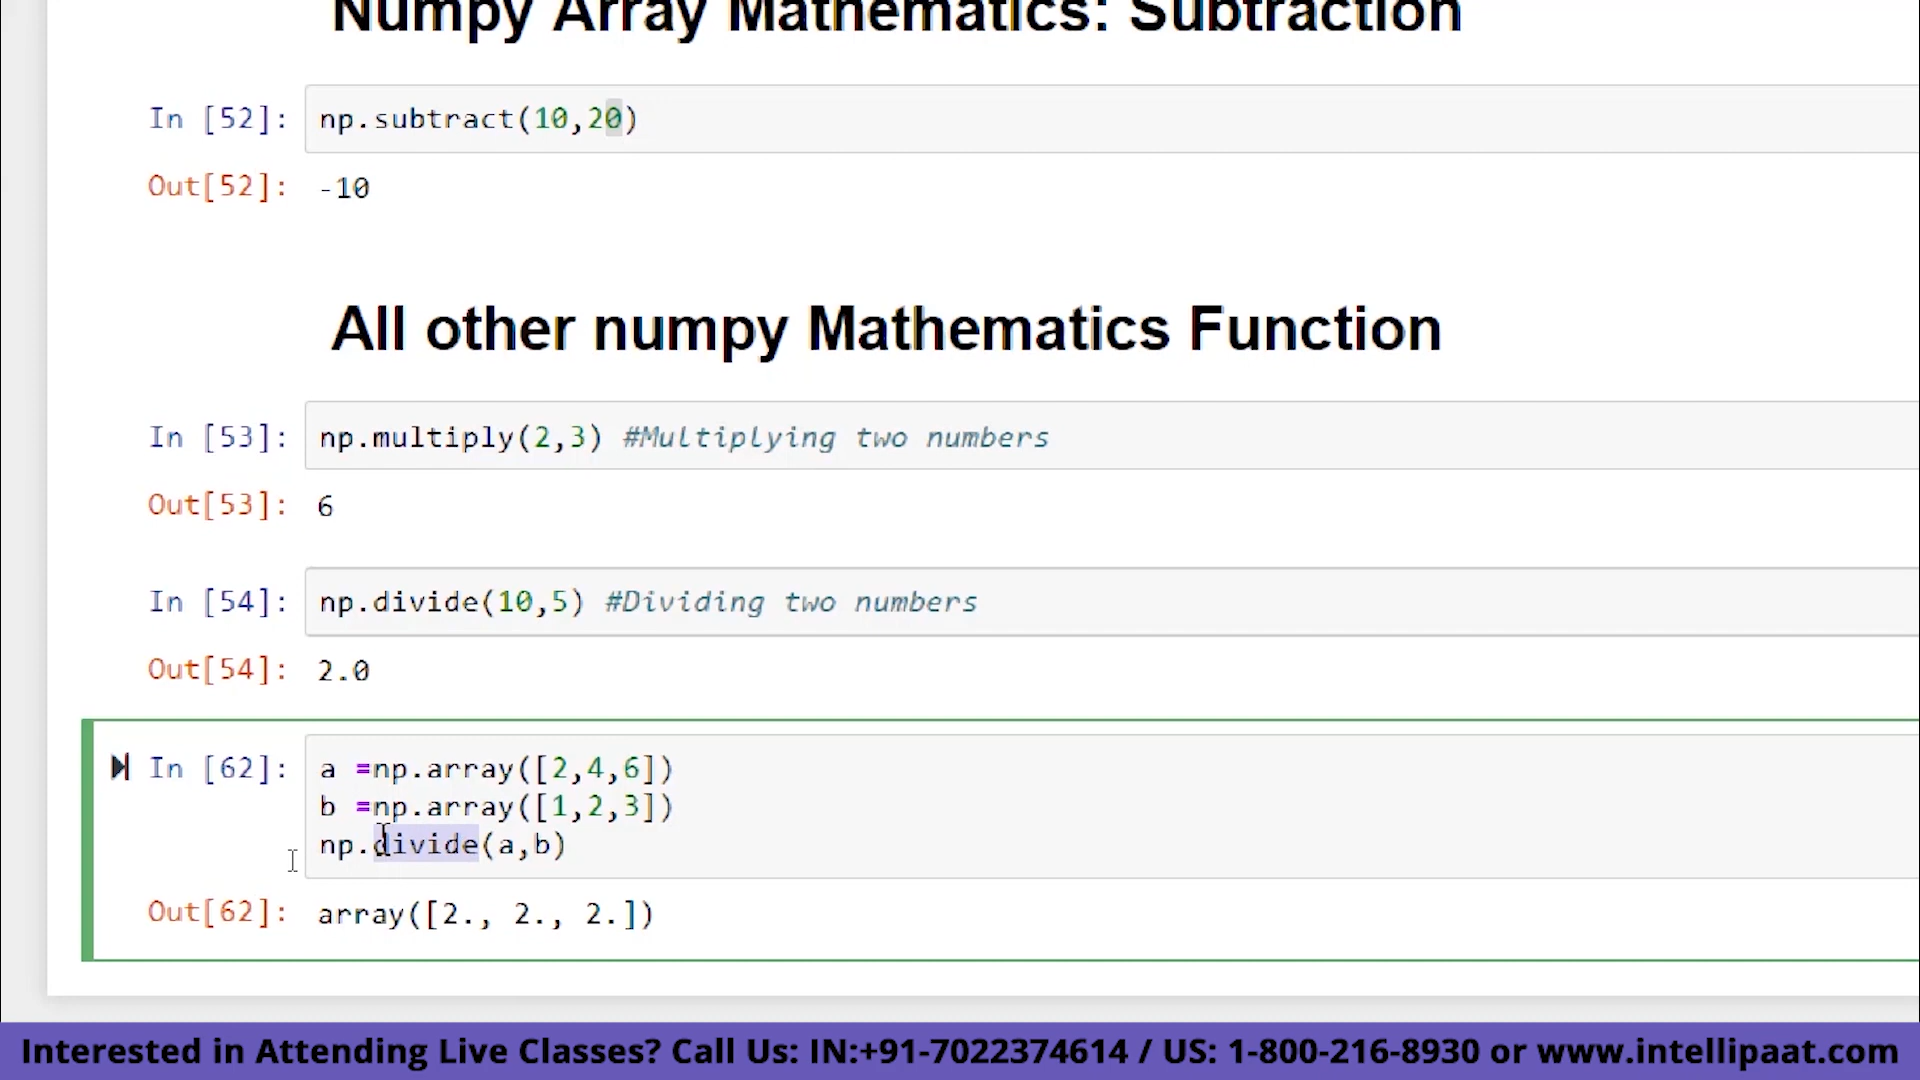 Numpy Array Mathematics: Subtraction
In [52]: np.subtract(10,20)
Out[52]: -10
All other numpy Mathematics Function
In [53]: np.multiply(2,3) #Multiplying two numbers
Out[53]: 6
In [54]: np.divide(10,5) #Dividing two numbers
Out[54]: 2.0
In [62]: a =np.array([2,4,6])
b =np.array([1,2,3])
np.divide(a,b)
Out[62]: array([2., 2., 2.])
Interested in Attending Live Classes? Call Us: IN:+91-7022374614 / US: 1-800-216-8930 or www.intellipaat.com